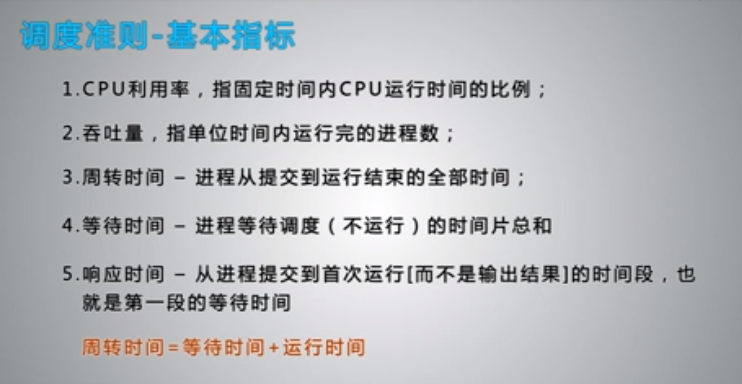 调度准则-基本指标
1.CPU利用率，指固定时间内CPU运行时间的比例；
2.吞吐量，指单位时间内运行完的进程数；
3.周转时间 – 进程从提交到运行结束的全部时间；
4.等待时间 – 进程等待调度（不运行）的时间片总和
5.响应时间 – 从进程提交到首次运行[而不是输出结果]的时间段，也
就是第一段的等待时间
周转时间=等待时间+运行时间